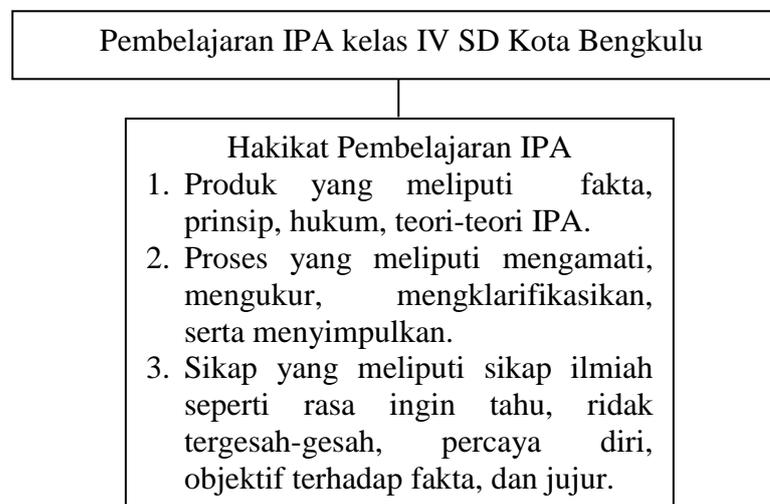 Pembelajaran IPA kelas IV SD Kota Bengkulu
Hakikat Pembelajaran IPA
1. Produk yang meliputi fakta,
prinsip, hukum, teori-teori IPA.
2. Proses yang meliputi mengamati,
mengukur, mengklarifikasikan,
serta menyimpulkan.
3. Sikap yang meliputi sikap ilmiah
seperti rasa ingin tahu, ridak
tergesah-gesah, percaya diri,
objektif terhadap fakta, dan jujur.